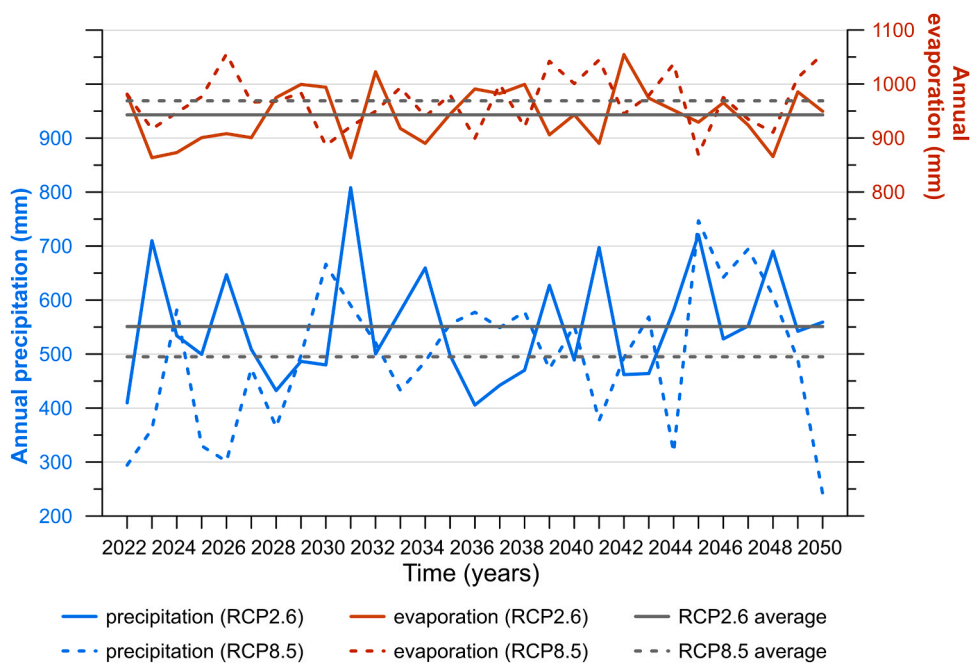 Annual precipitation (mm)
900
800
700
600
500
400
300
200
1100
1000
900
800
Annual
evaporation (mm)
2022 2024 2026 2028 2030 2032 2034 2036 2038 2040 2042 2044 2046 2048 2050
Time (years)
precipitation (RCP2.6) evaporation (RCP2.6) RCP2.6 average
precipitation (RCP8.5) evaporation (RCP8.5) RCP8.5 average